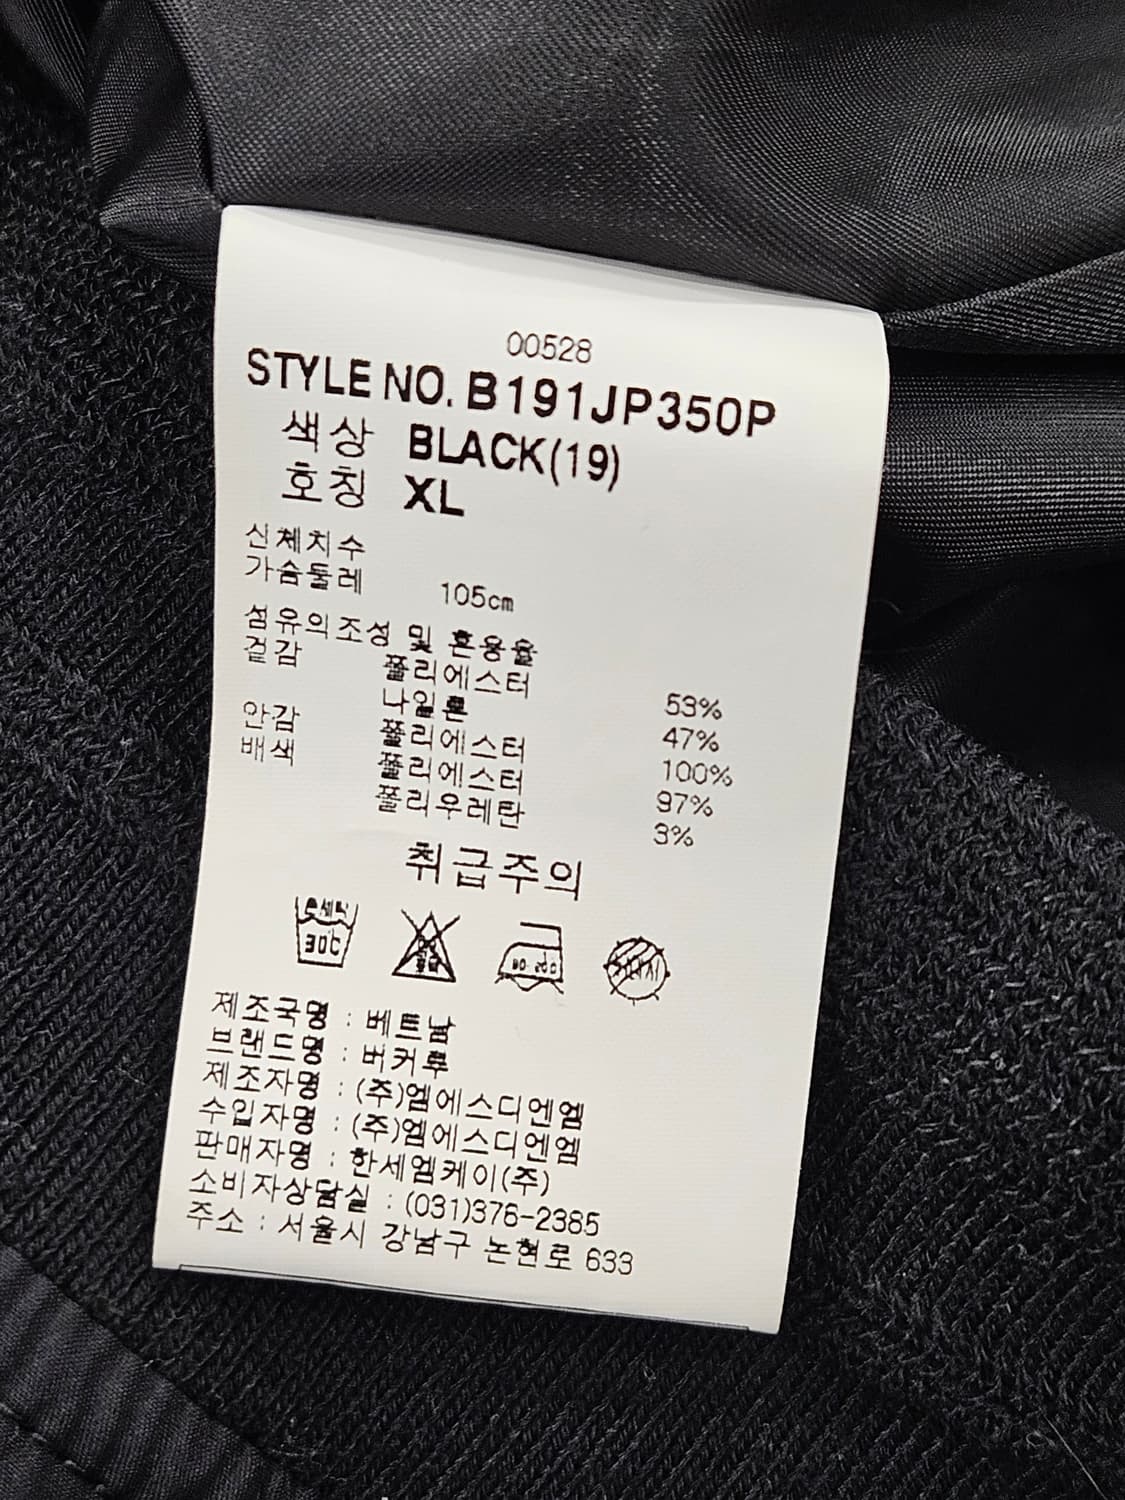 00528
STYLE NO. B191JP350P
색상 BLACK(19)
호칭 XL
신체치수
가슴둘레 105cm
섬유의조성 및 혼용율
겉감 폴리에스터 53%
나일론 47%
안감 폴리에스터 100%
배색 폴리에스터 97%
폴리우레탄 3%
취급주의
중성세제
30℃
제조국명 : 베트남
브랜드명 : 버커루
제조자명 : (주)엠에스디엔엠
수입자명 : (주)엠에스디엔엠
판매자명 : 한세엠케이(주)
소비자상담실 : (031)376-2385
주소 : 서울시 강남구 논현로 633